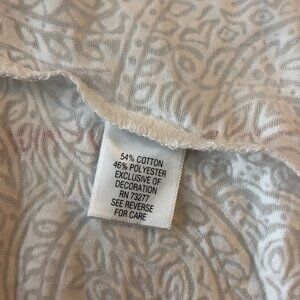 54% COTTON
46% POLYESTER
EXCLUSIVE OF
DECORATION
RN 73277
SEE REVERSE
FOR CARE